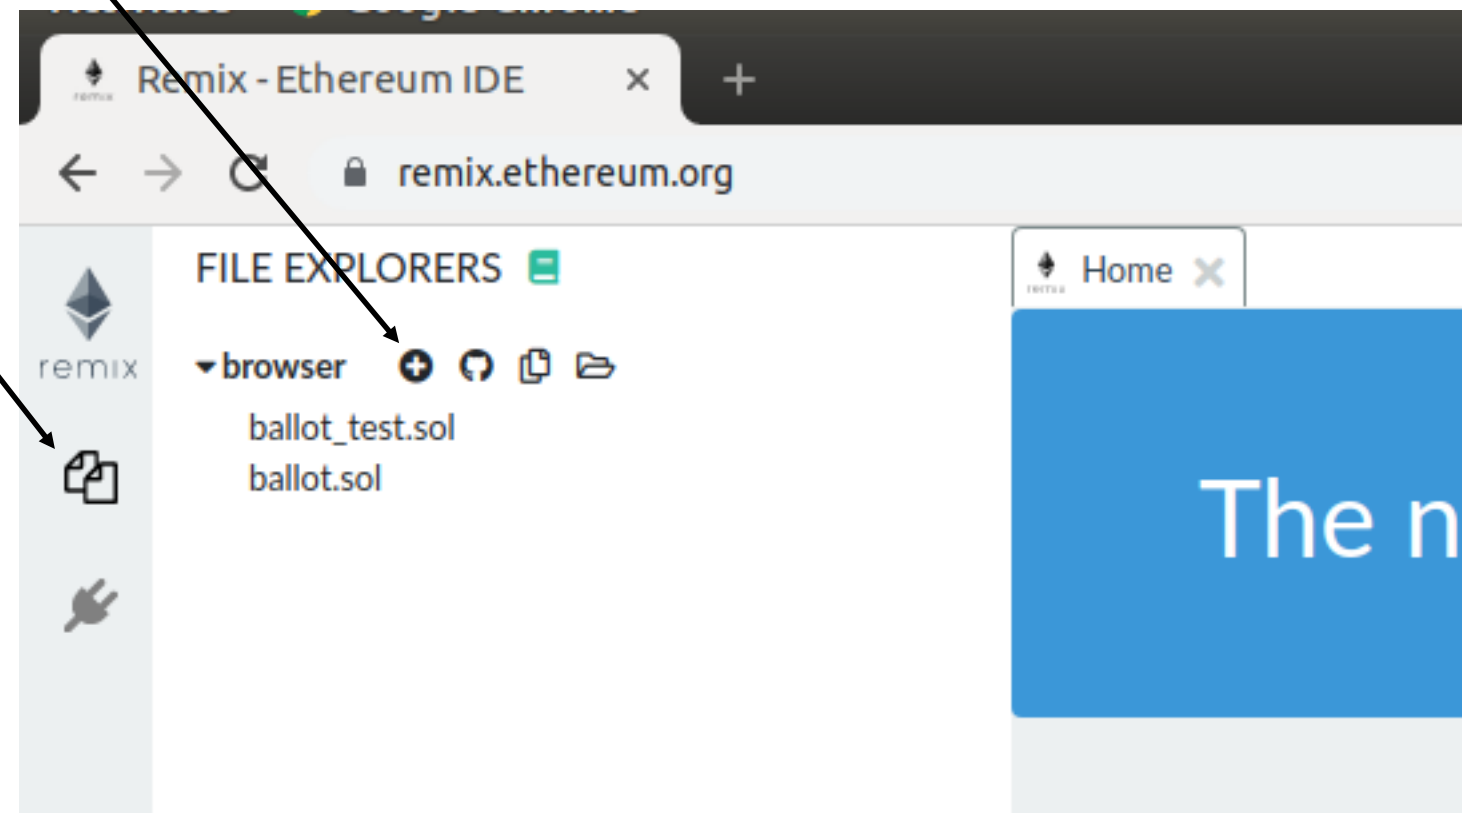 Remix - Ethereum IDE
remix.ethereum.org
remix
FILE EXPLORERS
browser
ballot_test.sol
ballot.sol
Home
The n